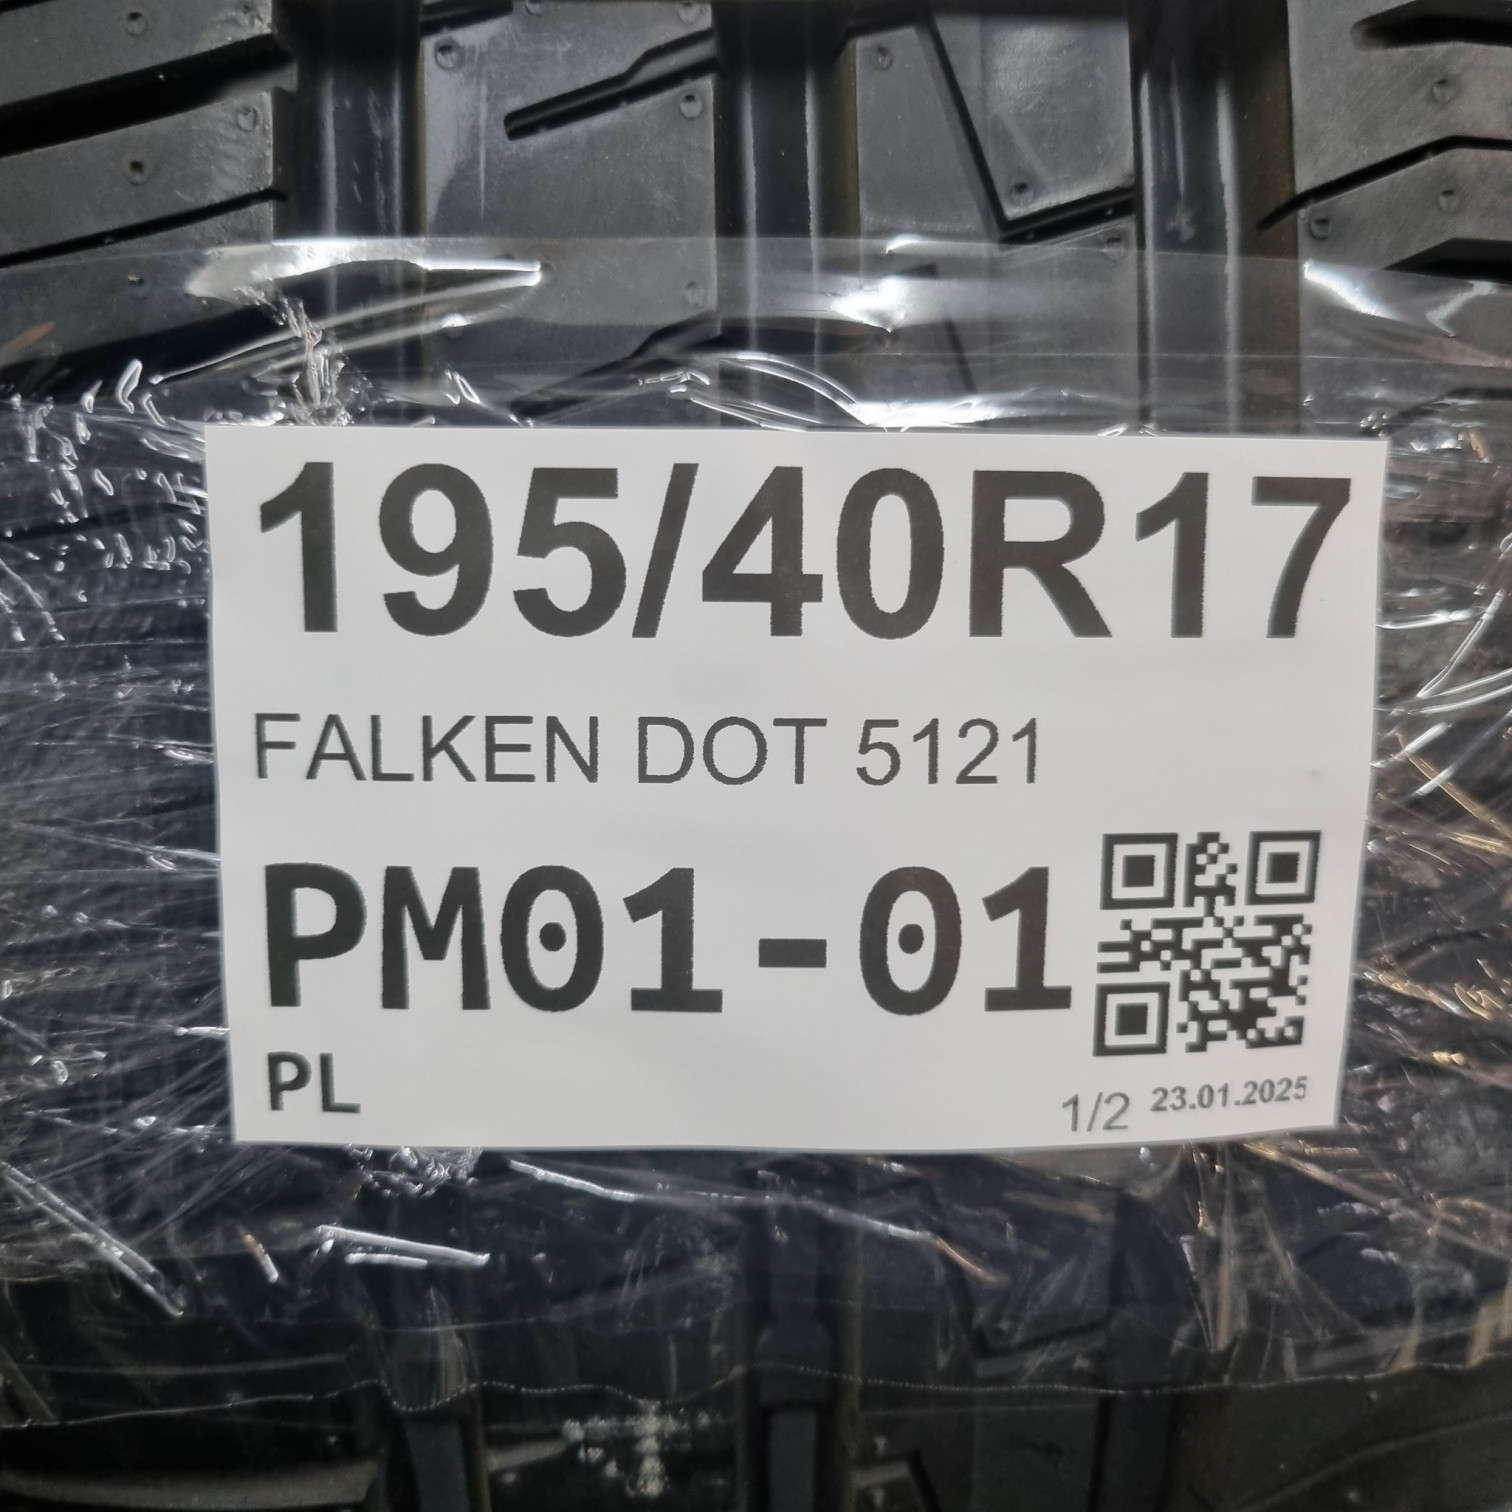 195/40R17
FALKEN DOT 5121
PM01-01
PL
1/2 23.01.2025